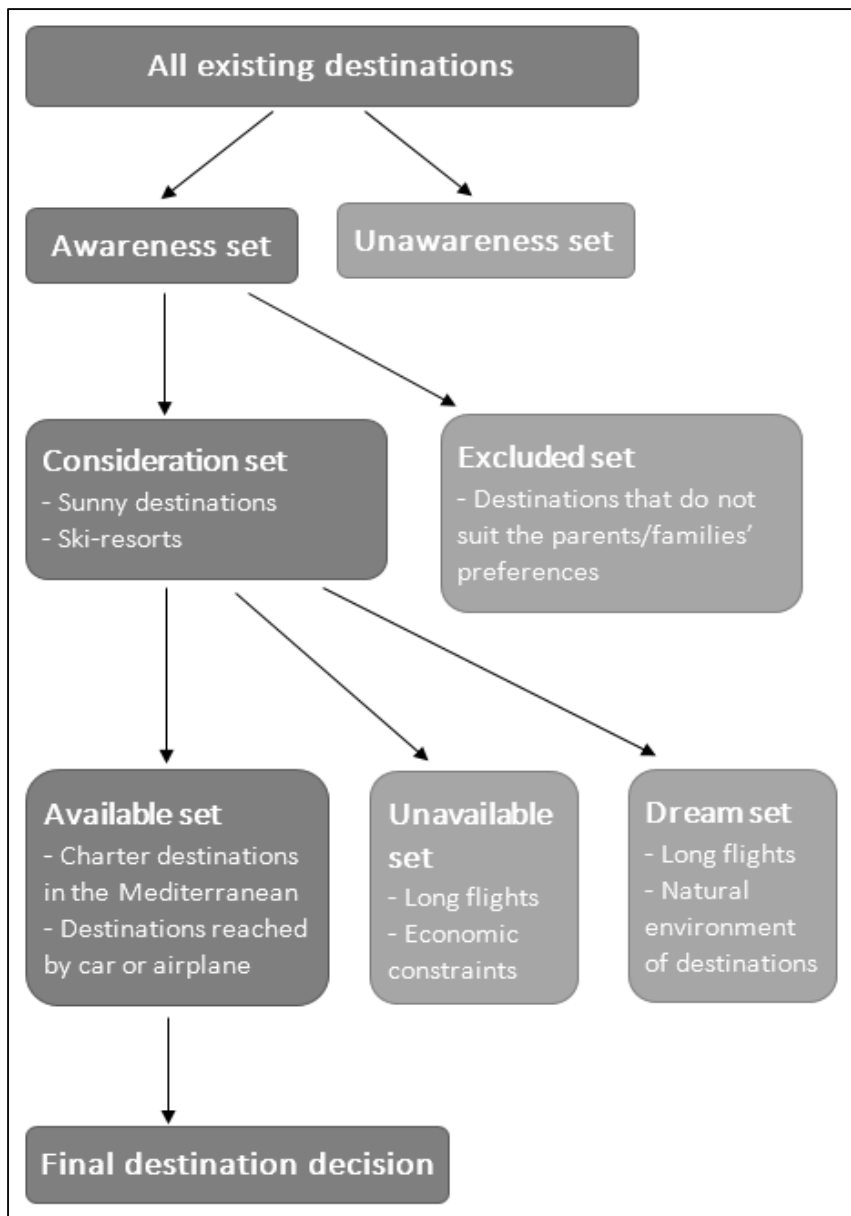 All existing destinations
Awareness set
Unawareness set
Consideration set
- Sunny destinations
- Ski-resorts
Excluded set
- Destinations that do not
suit the parents/families’
preferences
Available set
- Charter destinations
in the Mediterranean
- Destinations reached
by car or airplane
Unavailable
set
- Long flights
- Economic
constraints
Dream set
- Long flights
- Natural
environment
of destinations
Final destination decision